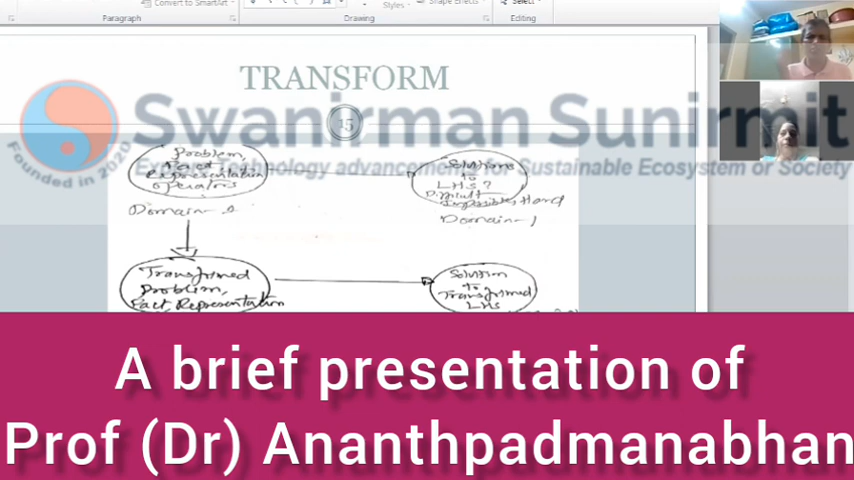 Convert to SmartArt
Shape Effects
Select
Paragraph
Styles
Drawing
Editing
TRANSFORM
15
Swanirman Sunirmit
Founded in 2020
Expert Technology advancement for Sustainable Ecosystem or Society
Problem,
Fact
Representation
operators
Domain-
Solutions
to
LHS?
Difficult
Impossible, Hard
Domain-1
Transformed
problem,
Fact Representation
Solution
to
Transformed
LHS
A brief presentation of
Prof (Dr) Ananthpadmanabhan